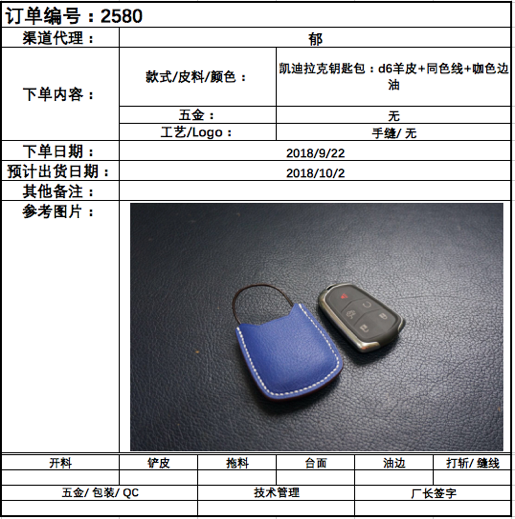 订单编号：2580
渠道代理：
郁
下单内容：
款式/皮料/颜色：
凯迪拉克钥匙包：d6羊皮+同色线+咖色边
油
五金：
无
工艺/Logo：
手缝/ 无
下单日期：
2018/9/22
预计出货日期：
2018/10/2
其他备注：
参考图片：
开料
铲皮
拖料
台面
油边
打斩/ 缝线
五金/ 包装/ QC
技术管理
厂长签字